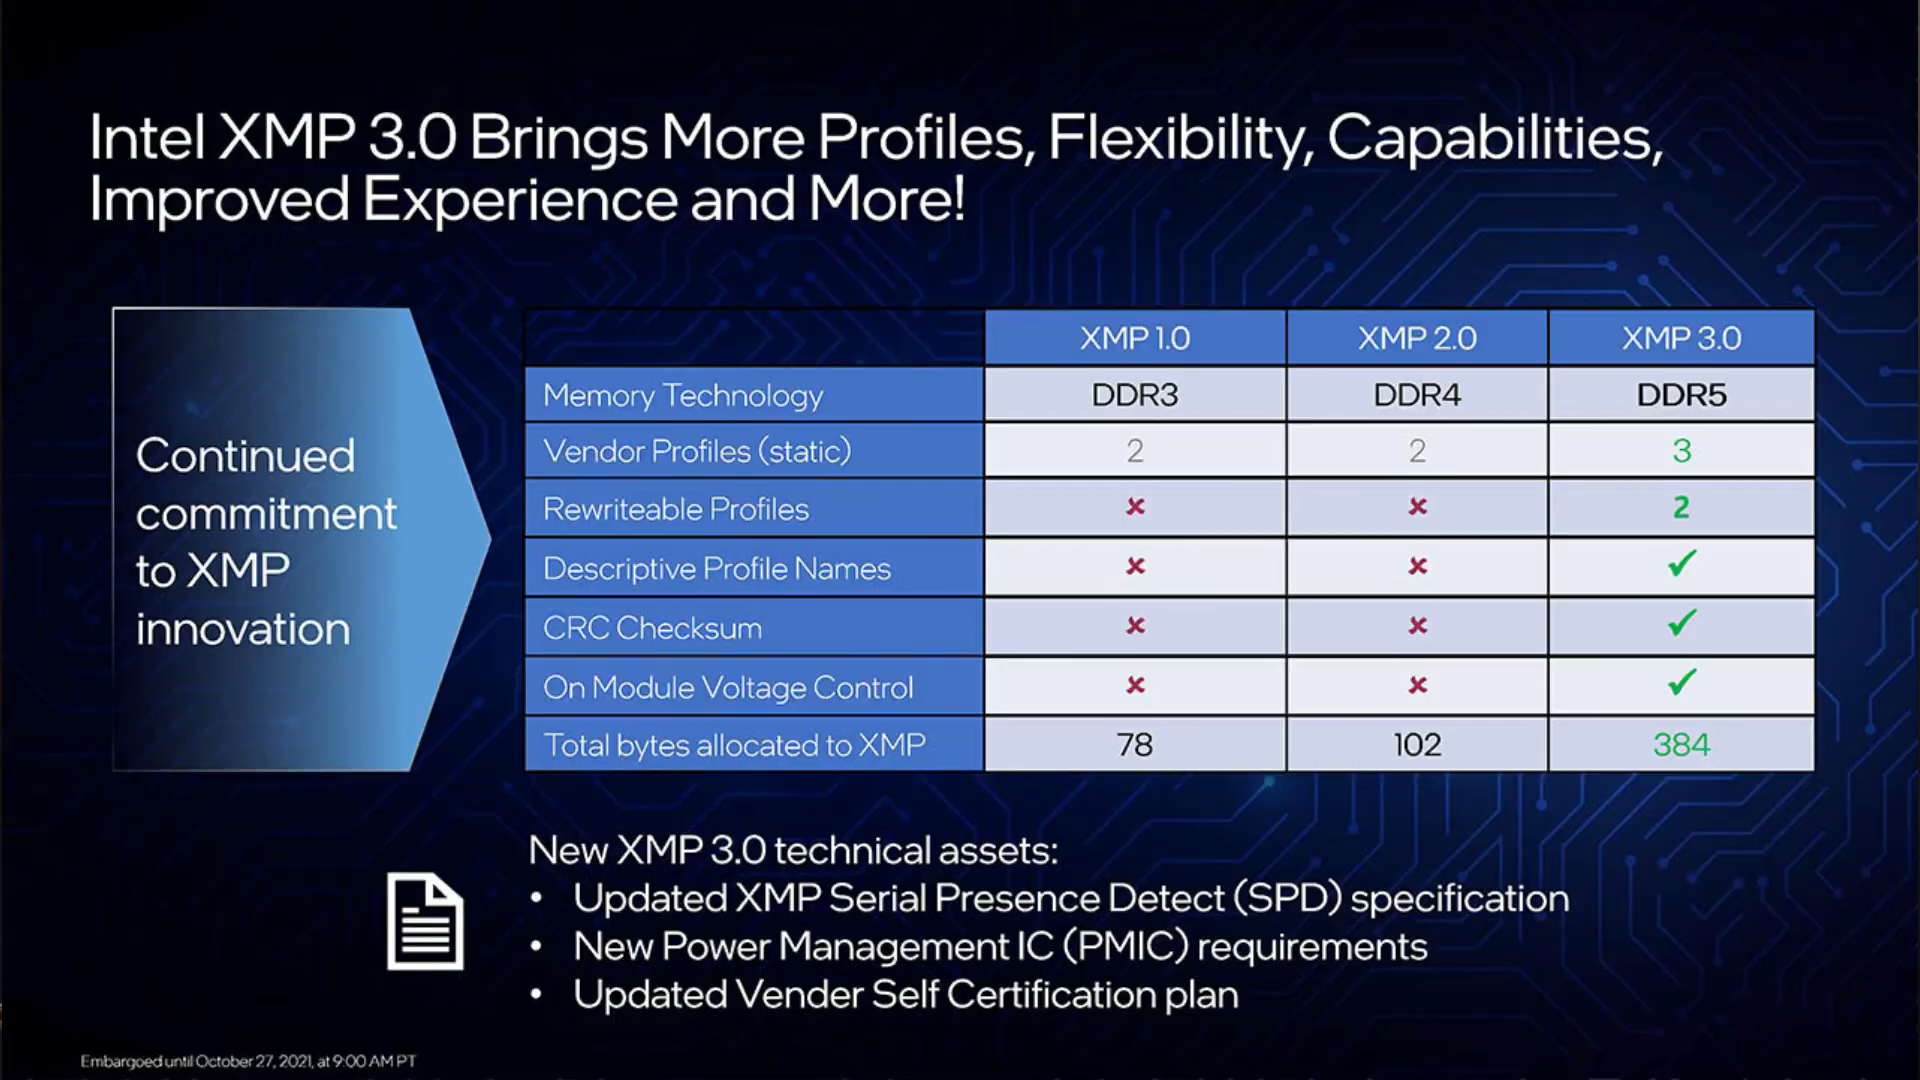 Intel XMP 3.0 Brings More Profiles, Flexibility, Capabilities,
Improved Experience and More!
Continued
commitment
to XMP
innovation
XMP 1.0 XMP 2.0 XMP 3.0
Memory Technology DDR3 DDR4 DDR5
Vendor Profiles (static) 2 2 3
Rewriteable Profiles ✘ ✘ 2
Descriptive Profile Names ✘ ✘ ✓
CRC Checksum ✘ ✘ ✓
On Module Voltage Control ✘ ✘ ✓
Total bytes allocated to XMP 78 102 384
New XMP 3.0 technical assets:
• Updated XMP Serial Presence Detect (SPD) specification
• New Power Management IC (PMIC) requirements
• Updated Vender Self Certification plan
Embargoed until October 27, 2021, at 9:00 AM PT